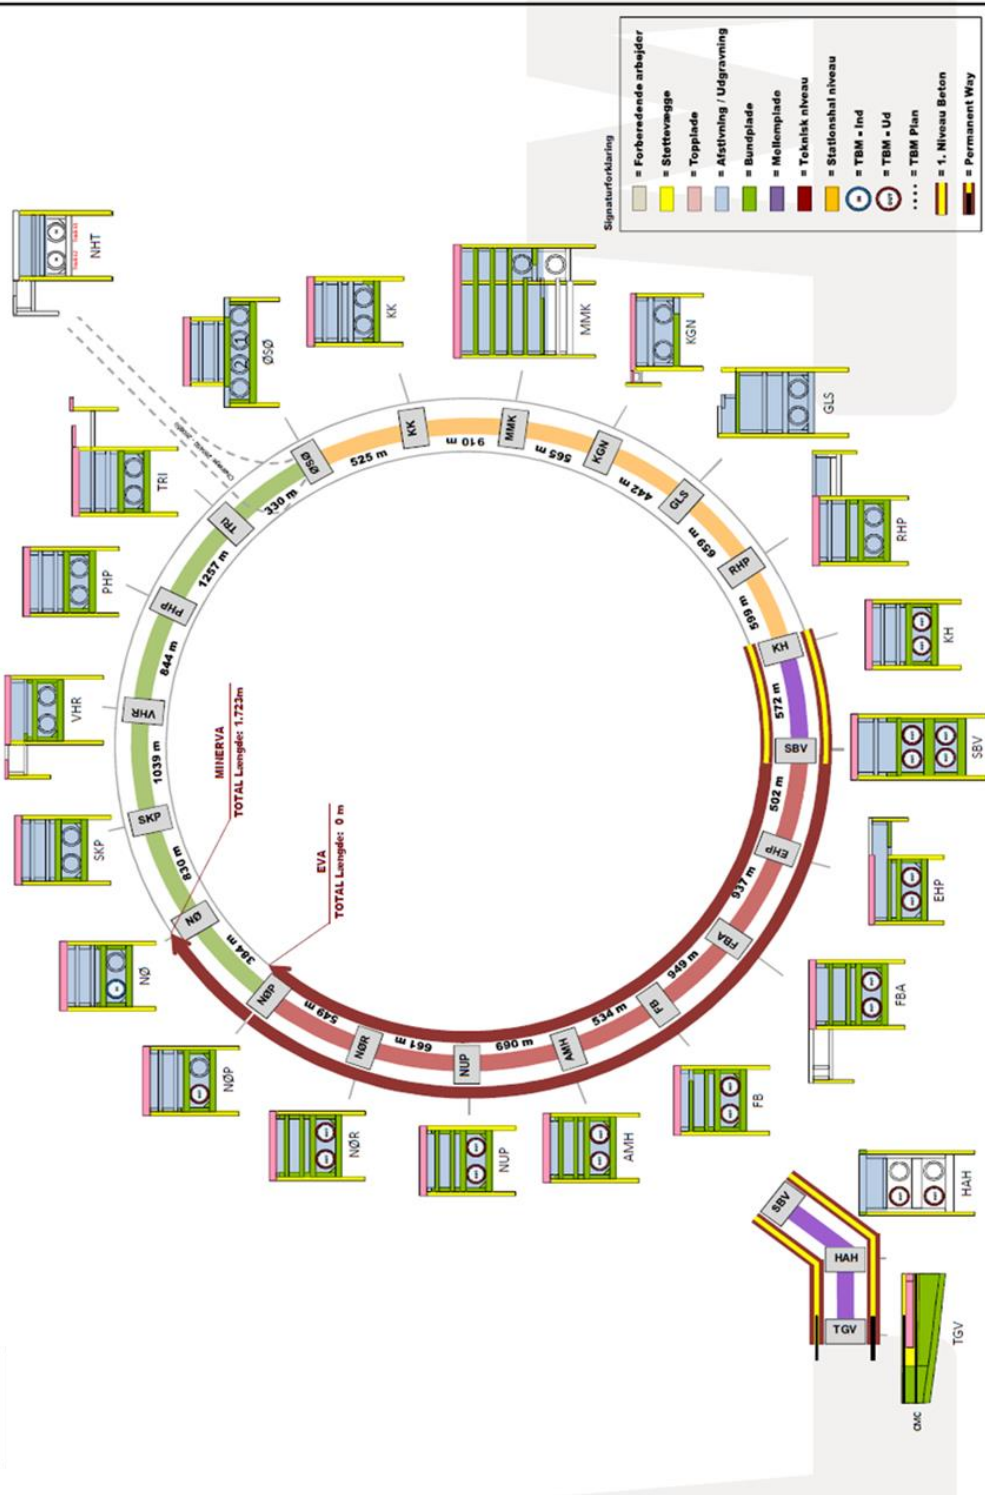 Signaturforklaring
= Forberedende arbejder
= Støttevægge
= Topplade
= Afstivning / Udgravning
= Bundplade
= Mellemplade
= Teknisk niveau
= Stationshal niveau
= TBM - Ind
OUT = TBM - Ud
= TBM Plan
= 1. Niveau Beton
= Permanent Way
NHT
ØSØ
2 1
KK
MMK
KGN
GLS
RHP
KH
SBV
EHP
FBA
FB
AMH
NUP
NØR
NØP
NØ
SKP
VHR
PHP
TRI
ØSØ
525 m
KK
910 m
MMK
565 m
KGN
442 m
GLS
659 m
RHP
599 m
KH
572 m
SBV
502 m
EHP
937 m
FBA
949 m
FB
534 m
AMH
690 m
NUP
661 m
NØR
549 m
NØP
384 m
NØ
830 m
SKP
1039 m
VHR
844 m
PHP
1257 m
TRI
330 m
MINERVA
TOTAL Længde: 1.723m
EVA
TOTAL Længde: 0 m
SBV
HAH
TGV
HAH
TGV
CMC